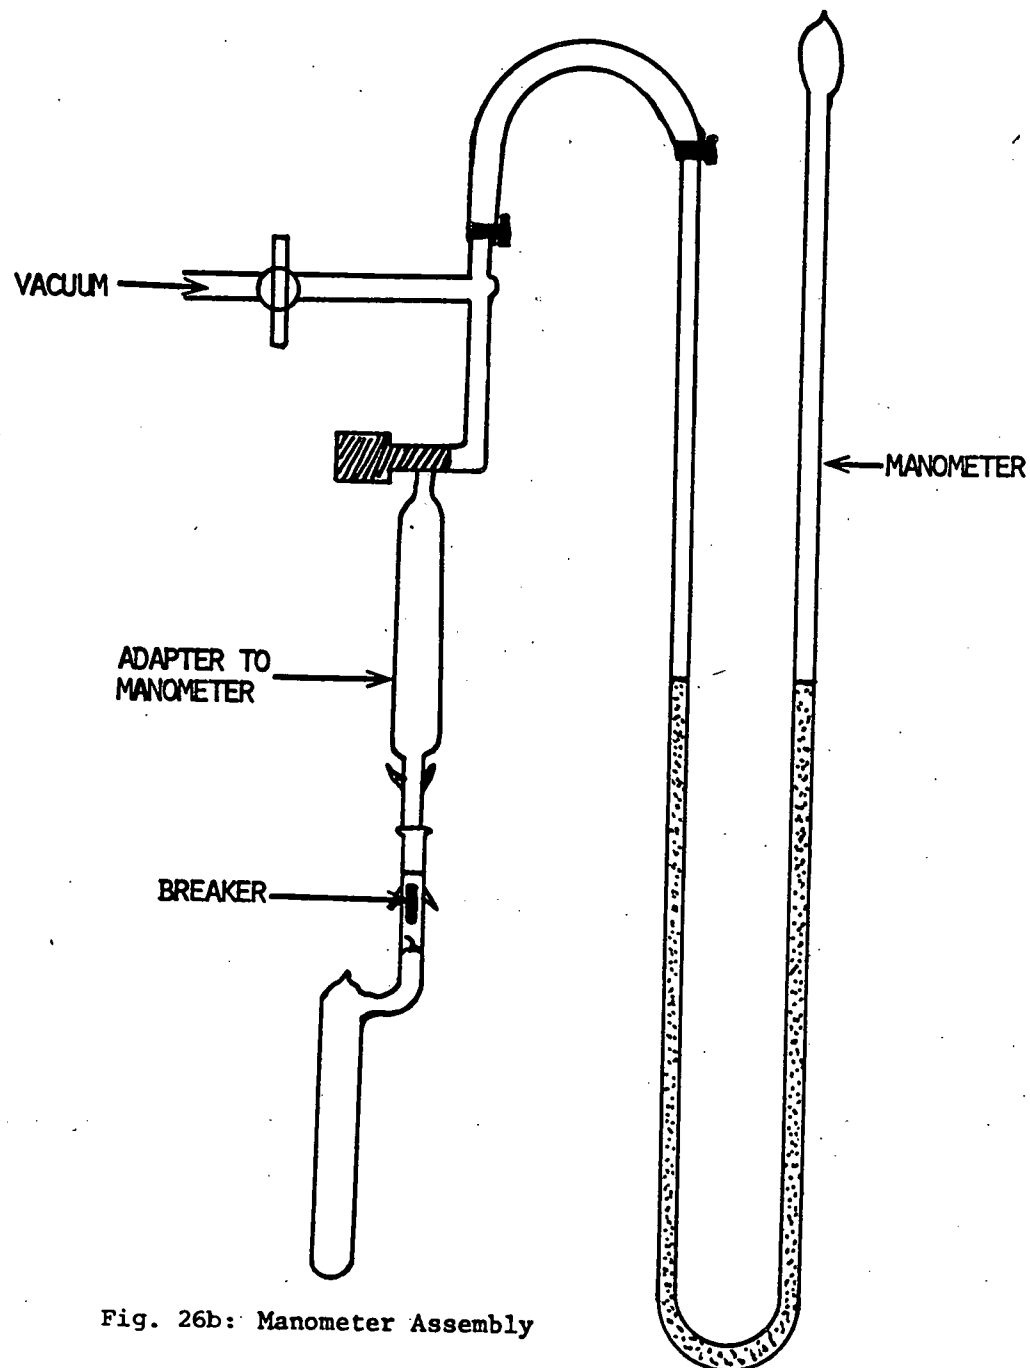 VACUUM
MANOMETER
ADAPTER TO
MANOMETER
BREAKER
Fig. 26b: Manometer Assembly